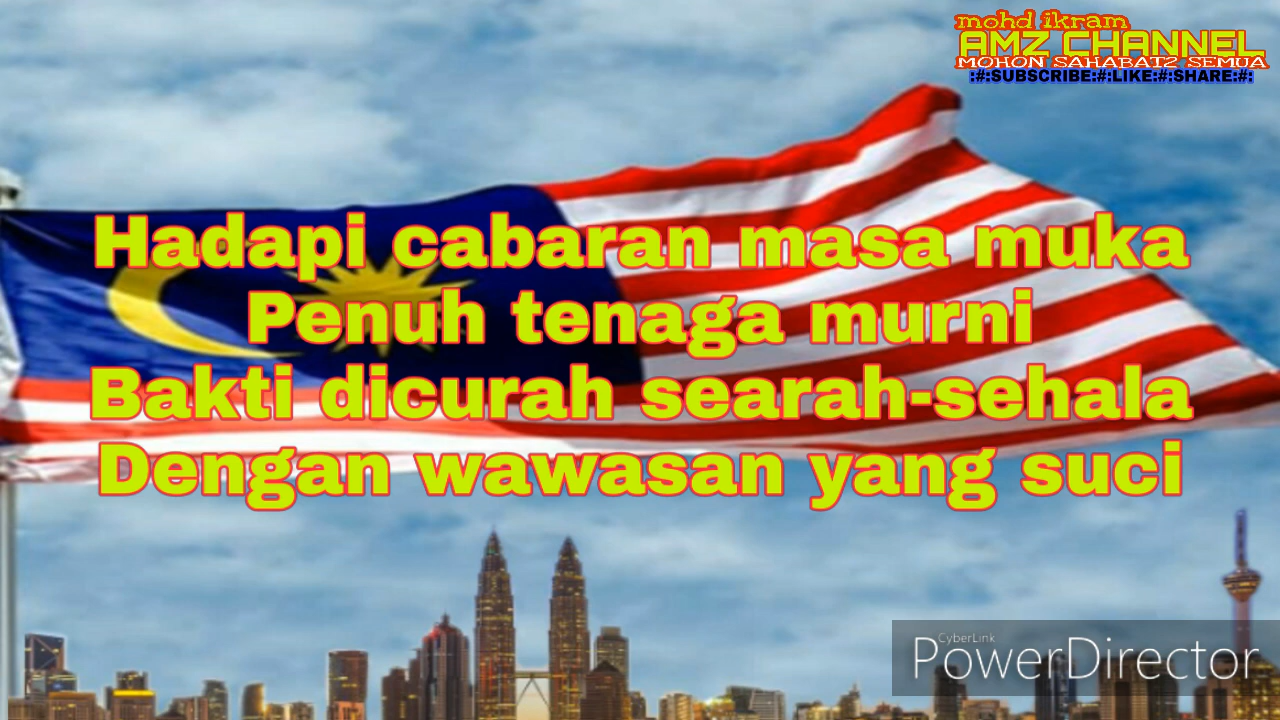 mohd ikram
AMZ CHANNEL
MOHON SAHABAT2 SEMUA
:#:SUBSCRIBE:#:LIKE:#:SHARE:#:
Hadapi cabaran masa muka
Penuh tenaga murni
Bakti dicurah searah-sehala
Dengan wawasan yang suci
CyberLink
PowerDirector